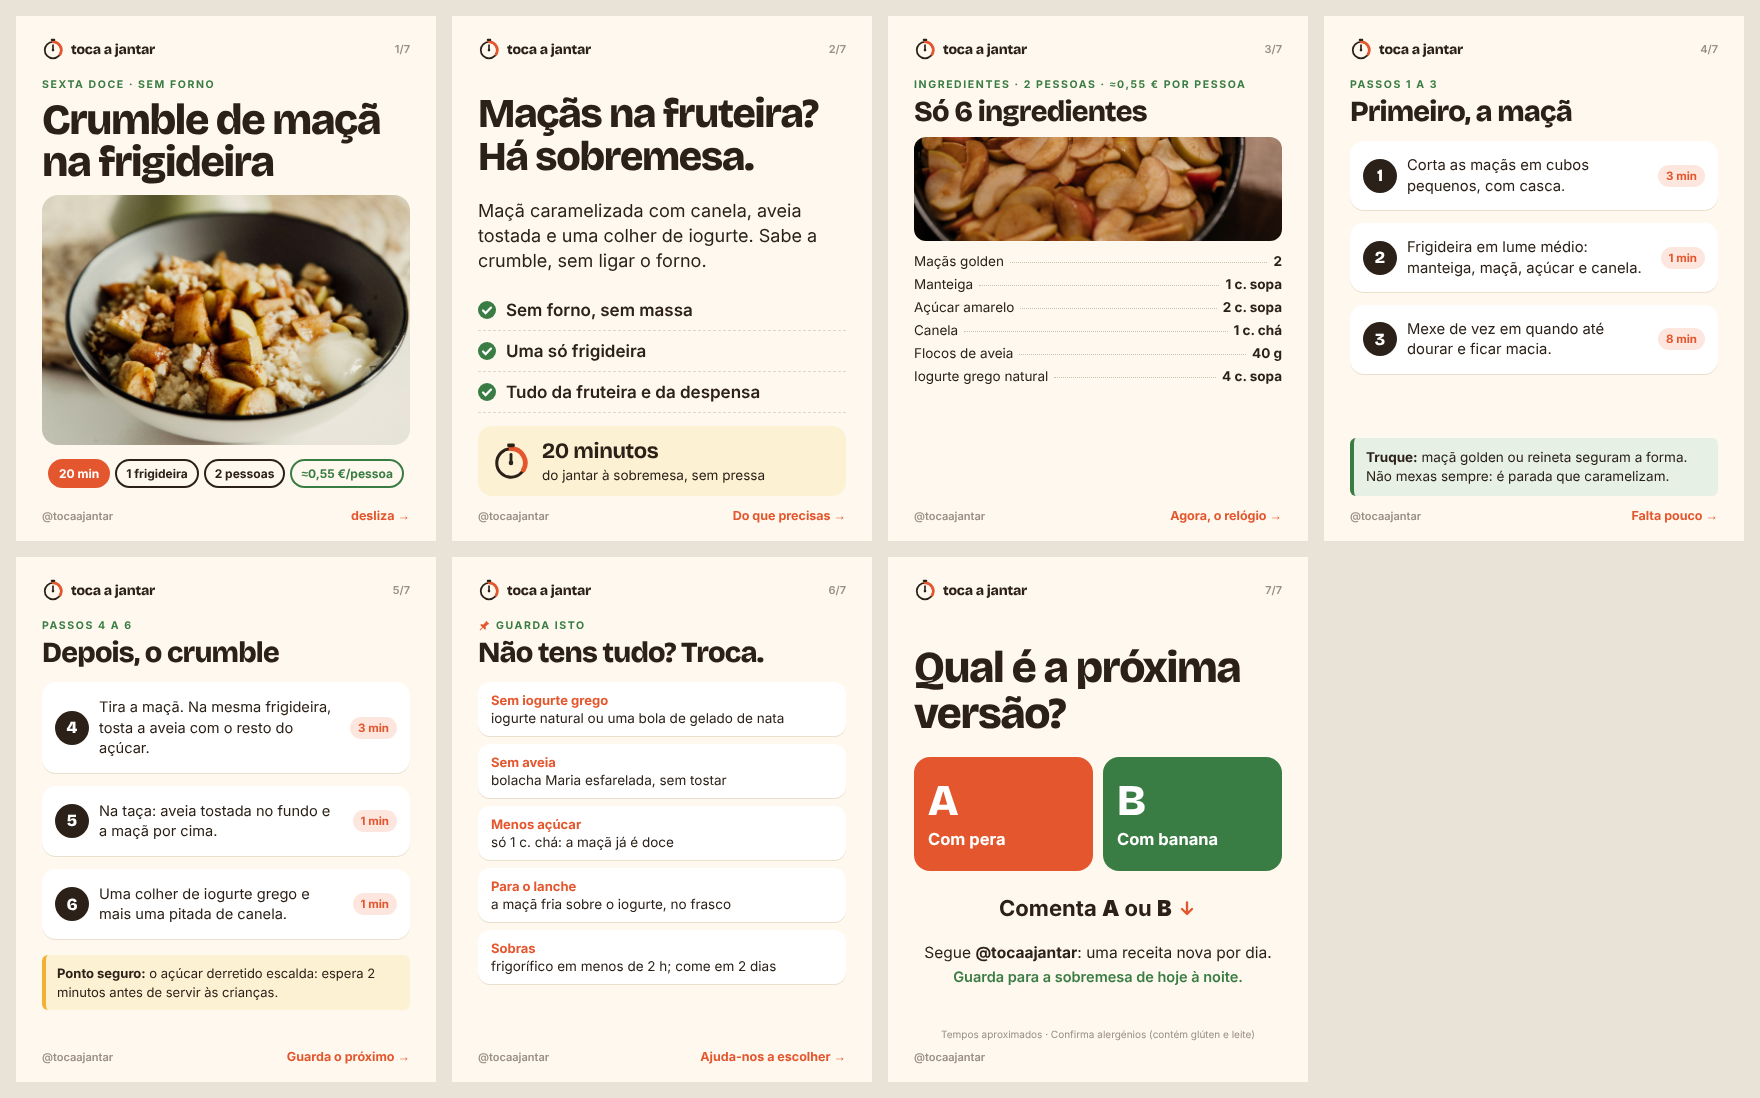 toca a jantar
1/7
SEXTA DOCE · SEM FORNO
Crumble de maçã
na frigideira
20 min
1 frigideira
2 pessoas
≈0,55 €/pessoa
@tocaajantar
desliza →
toca a jantar
2/7
Maçãs na fruteira?
Há sobremesa.
Maçã caramelizada com canela, aveia
tostada e uma colher de iogurte. Sabe a
crumble, sem ligar o forno.
Sem forno, sem massa
Uma só frigideira
Tudo da fruteira e da despensa
20 minutos
do jantar à sobremesa, sem pressa
@tocaajantar
Do que precisas →
toca a jantar
3/7
INGREDIENTES · 2 PESSOAS · ≈0,55 € POR PESSOA
Só 6 ingredientes
Maçãs golden 2
Manteiga 1 c. sopa
Açúcar amarelo 2 c. sopa
Canela 1 c. chá
Flocos de aveia 40 g
Iogurte grego natural 4 c. sopa
@tocaajantar
Agora, o relógio →
toca a jantar
4/7
PASSOS 1 A 3
Primeiro, a maçã
1
Corta as maçãs em cubos
pequenos, com casca.
3 min
2
Frigideira em lume médio:
manteiga, maçã, açúcar e canela.
1 min
3
Mexe de vez em quando até
dourar e ficar macia.
8 min
Truque: maçã golden ou reineta seguram a forma.
Não mexas sempre: é parada que caramelizam.
@tocaajantar
Falta pouco →
toca a jantar
5/7
PASSOS 4 A 6
Depois, o crumble
4
Tira a maçã. Na mesma frigideira,
tosta a aveia com o resto do
açúcar.
3 min
5
Na taça: aveia tostada no fundo e
a maçã por cima.
1 min
6
Uma colher de iogurte grego e
mais uma pitada de canela.
1 min
Ponto seguro: o açúcar derretido escalda: espera 2
minutos antes de servir às crianças.
@tocaajantar
Guarda o próximo →
toca a jantar
6/7
GUARDA ISTO
Não tens tudo? Troca.
Sem iogurte grego
iogurte natural ou uma bola de gelado de nata
Sem aveia
bolacha Maria esfarelada, sem tostar
Menos açúcar
só 1 c. chá: a maçã já é doce
Para o lanche
a maçã fria sobre o iogurte, no frasco
Sobras
frigorífico em menos de 2 h; come em 2 dias
@tocaajantar
Ajuda-nos a escolher →
toca a jantar
7/7
Qual é a próxima
versão?
A
Com pera
B
Com banana
Comenta A ou B ↓
Segue @tocaajantar: uma receita nova por dia.
Guarda para a sobremesa de hoje à noite.
Tempos aproximados · Confirma alergénios (contém glúten e leite)
@tocaajantar